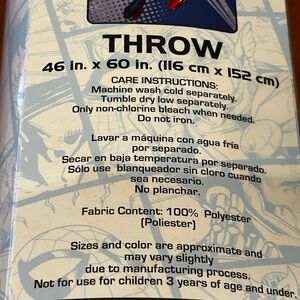 THROW
46 in. x 60 in. (116 cm x 152 cm)
CARE INSTRUCTIONS:
Machine wash cold separately.
Tumble dry low separately.
Only non-chlorine bleach when needed.
Do not iron.
Lavar a máquina con agua fría
por separado.
Secar en baja temperatura por separado.
Sólo use blanqueador sin cloro cuando
sea necesario.
No planchar.
Fabric Content: 100% Polyester
(Poliester)
Sizes and color are approximate and
may vary slightly
due to manufacturing process.
Not for use for children 3 years of age and under.